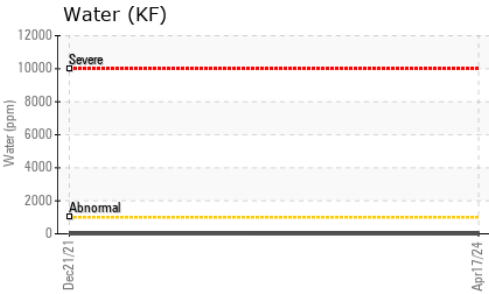 Water (KF)
12000
10000
8000
6000
4000
2000
0
Water (ppm)
Severe
Abnormal
Dec21/21
Apr17/24